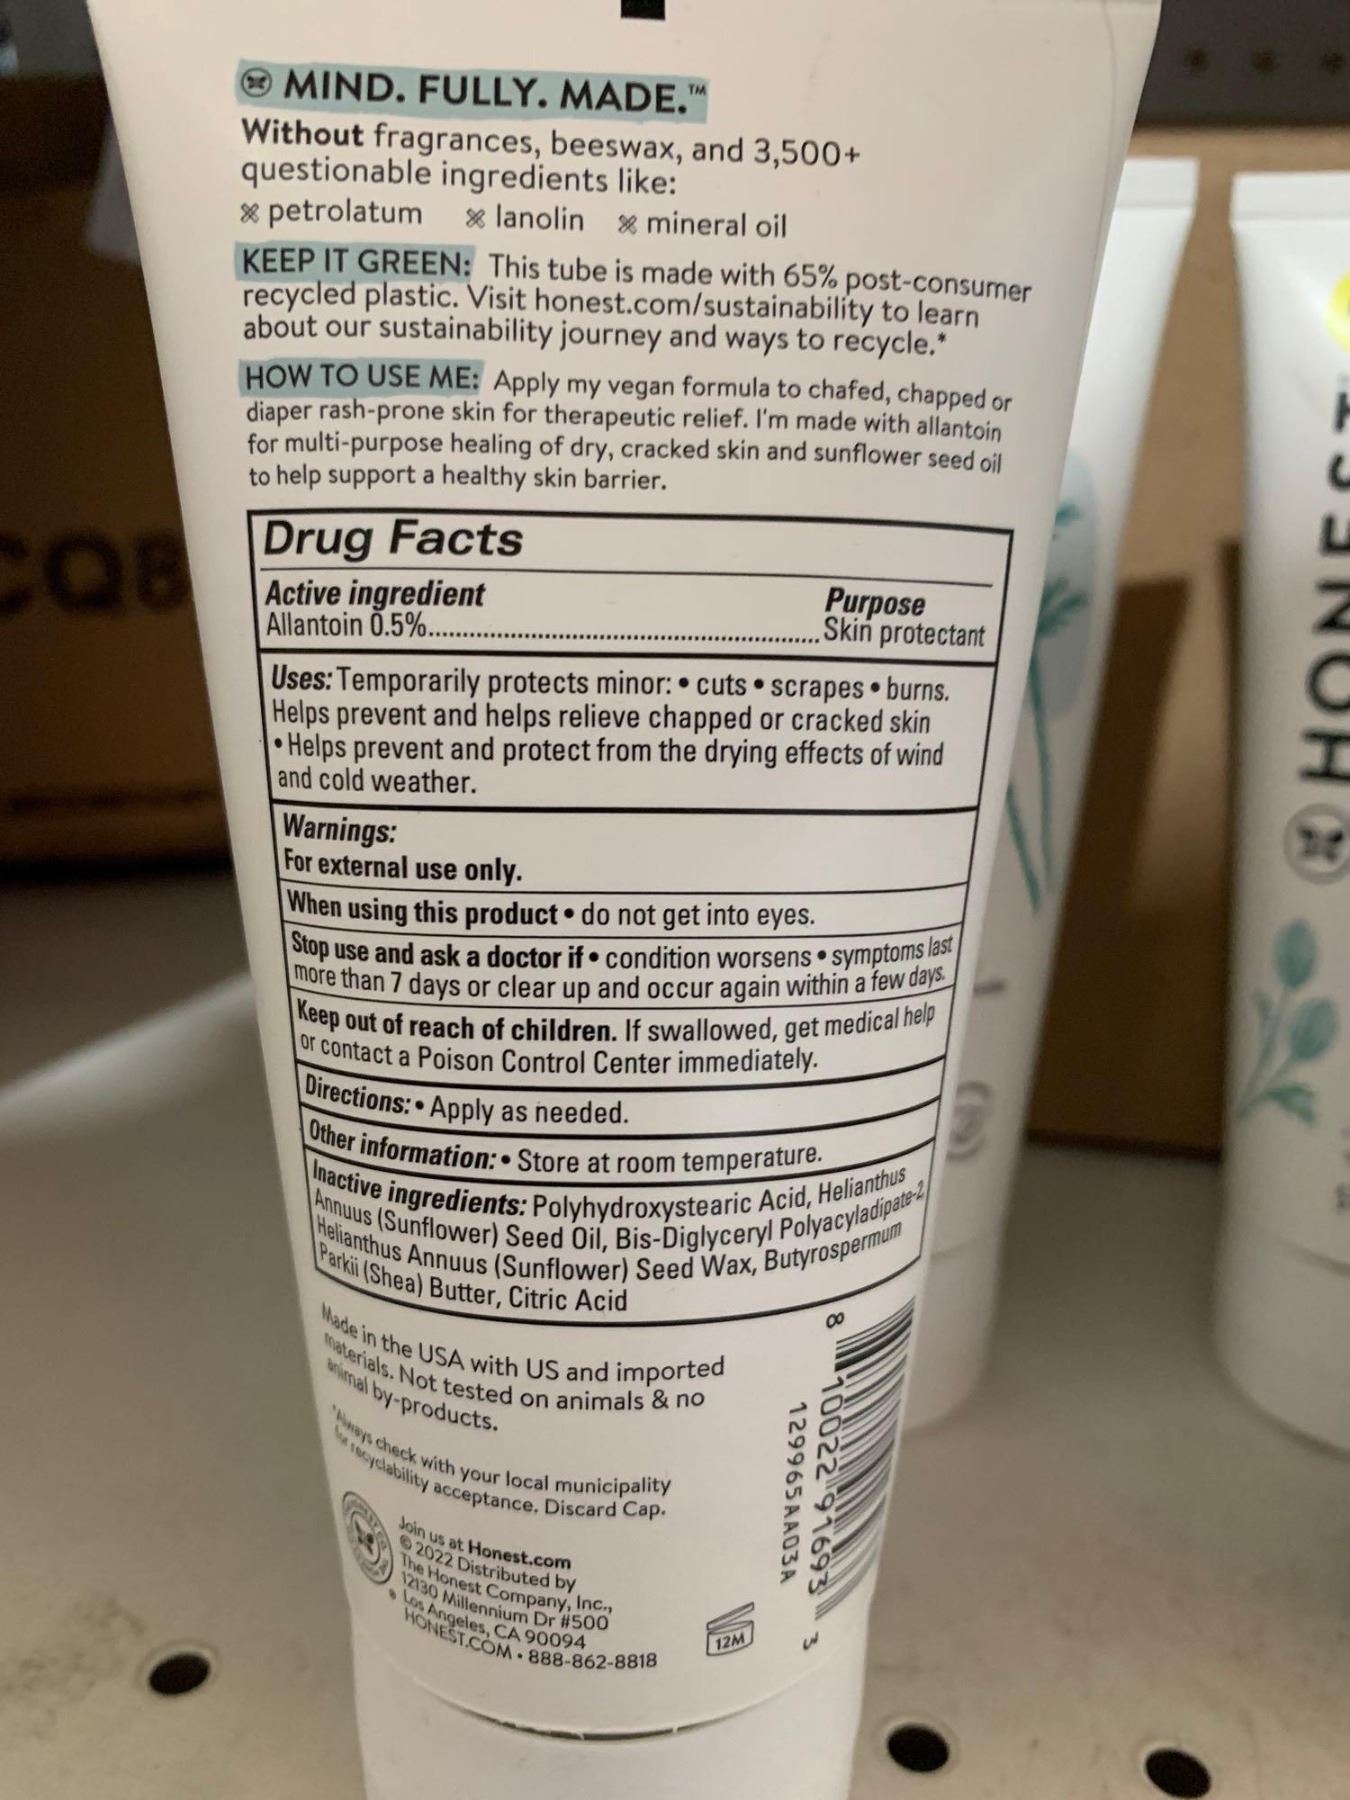 MIND. FULLY. MADE.™
Without fragrances, beeswax, and 3,500+
questionable ingredients like:
petrolatum lanolin mineral oil
KEEP IT GREEN: This tube is made with 65% post-consumer
recycled plastic. Visit honest.com/sustainability to learn
about our sustainability journey and ways to recycle.*
HOW TO USE ME: Apply my vegan formula to chafed, chapped or
diaper rash-prone skin for therapeutic relief. I'm made with allantoin
for multi-purpose healing of dry, cracked skin and sunflower seed oil
to help support a healthy skin barrier.
Drug Facts
Active ingredient Purpose
Allantoin 0.5%.......................................................Skin protectant
Uses: Temporarily protects minor: • cuts • scrapes • burns.
Helps prevent and helps relieve chapped or cracked skin
• Helps prevent and protect from the drying effects of wind
and cold weather.
Warnings:
For external use only.
When using this product • do not get into eyes.
Stop use and ask a doctor if • condition worsens • symptoms last
more than 7 days or clear up and occur again within a few days.
Keep out of reach of children. If swallowed, get medical help
or contact a Poison Control Center immediately.
Directions: • Apply as needed.
Other information: • Store at room temperature.
Inactive ingredients: Polyhydroxystearic Acid, Helianthus
Annuus (Sunflower) Seed Oil, Bis-Diglyceryl Polyacyladipate-2
Helianthus Annuus (Sunflower) Seed Wax, Butyrospermum
Parkii (Shea) Butter, Citric Acid
Made in the USA with US and imported
materials. Not tested on animals & no
animal by-products.
*Always check with your local municipality
for recyclability acceptance. Discard Cap.
Join us at Honest.com
© 2022 Distributed by
The Honest Company, Inc.,
12130 Millennium Dr #500
Los Angeles, CA 90094
HONEST.COM • 888-862-8818
12M
8 10022 91693 3
129965AA03A
HONEST
CQ8